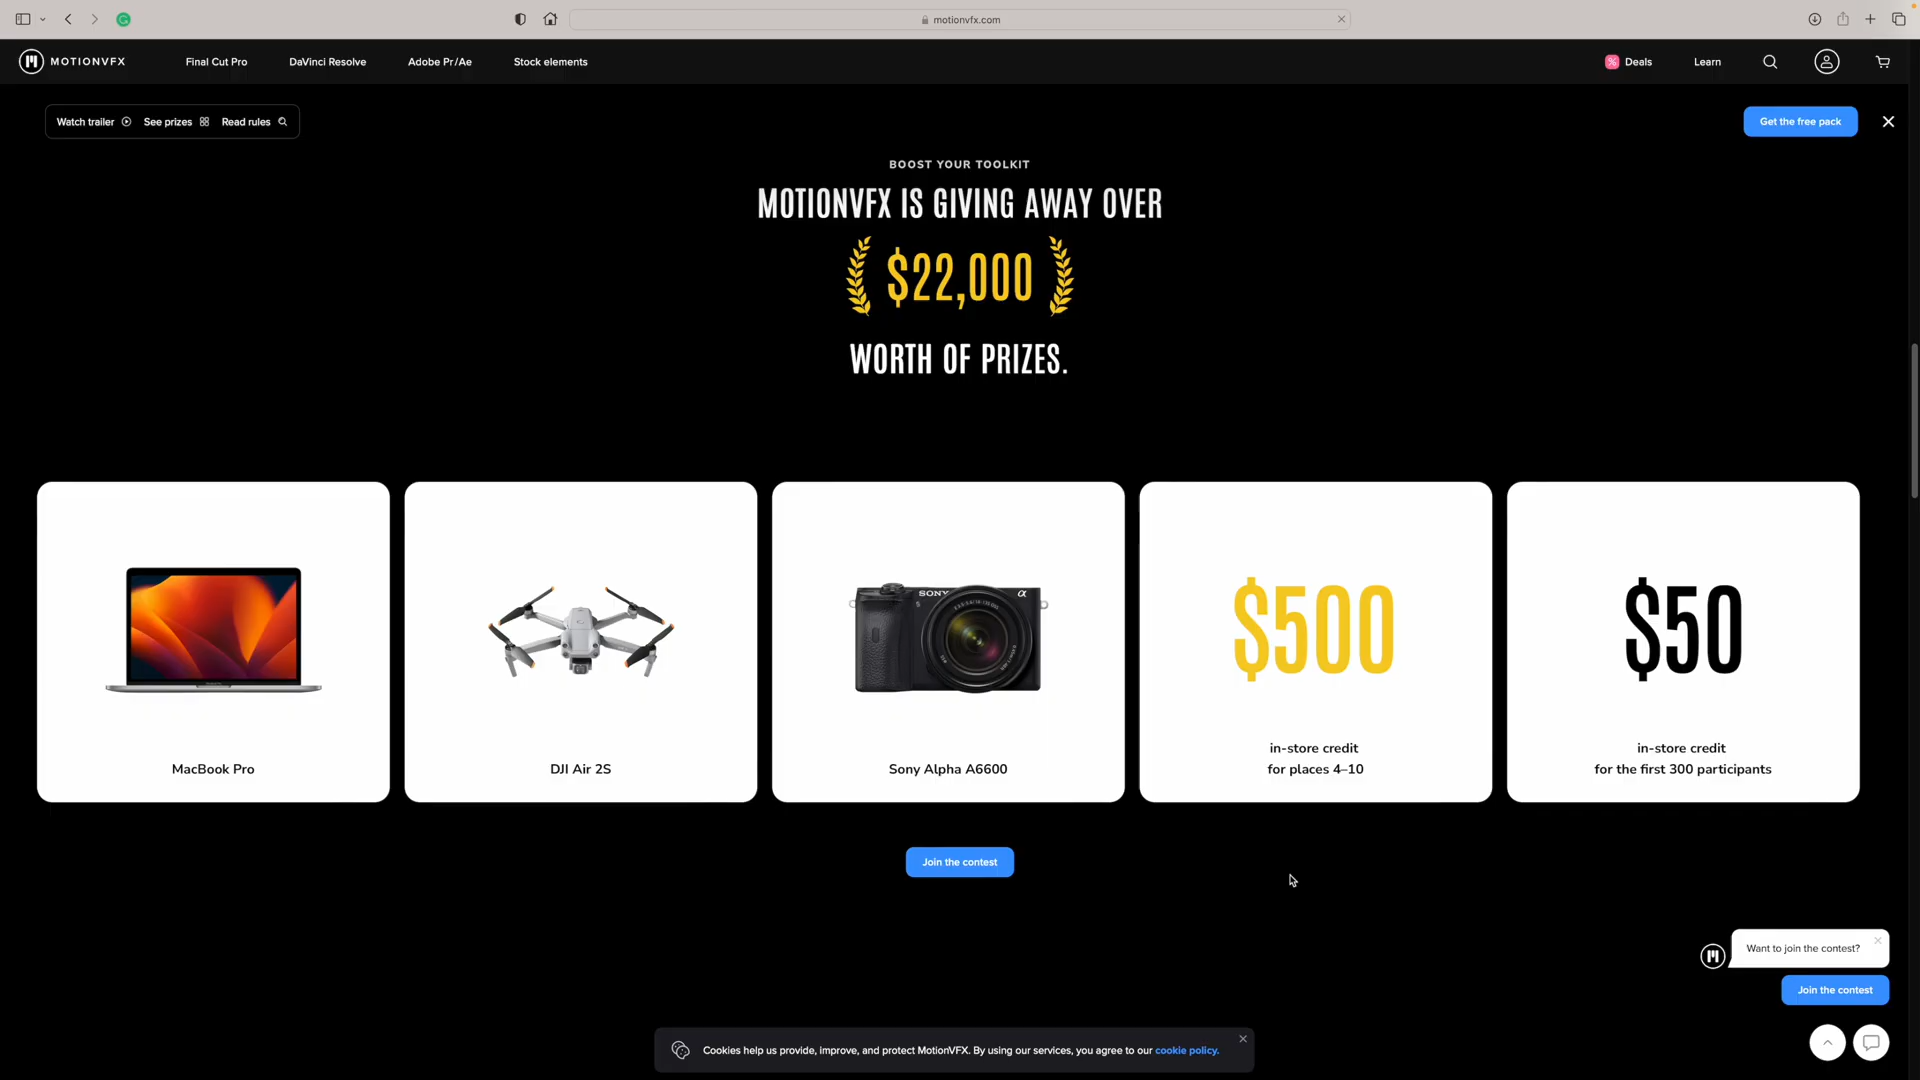 motionvfx.com
MOTIONVFX
Final Cut Pro
DaVinci Resolve
Adobe Pr/Ae
Stock elements
Deals
Learn
Watch trailer
See prizes
Read rules
Get the free pack
BOOST YOUR TOOLKIT
MOTIONVFX IS GIVING AWAY OVER
$22,000
WORTH OF PRIZES.
SONY
α
MacBook Pro
DJI Air 2S
Sony Alpha A6600
$500
in-store credit
for places 4–10
$50
in-store credit
for the first 300 participants
Join the contest
Want to join the contest?
Join the contest
Cookies help us provide, improve, and protect MotionVFX. By using our services, you agree to our cookie policy.